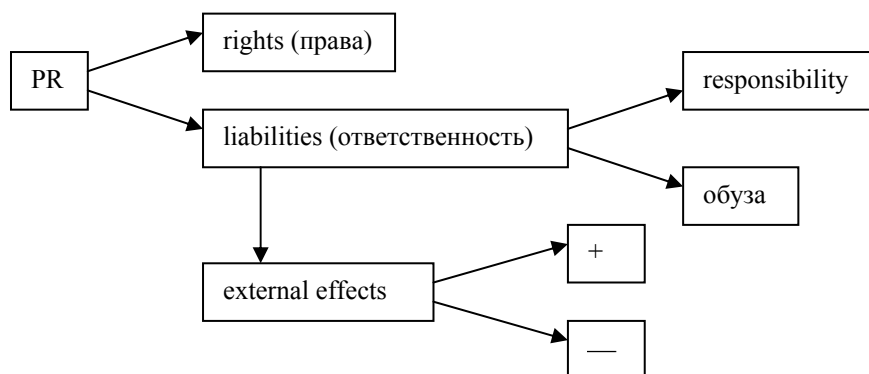 rights (права)
PR
responsibility
liabilities (ответственность)
обуза
+
external effects
—